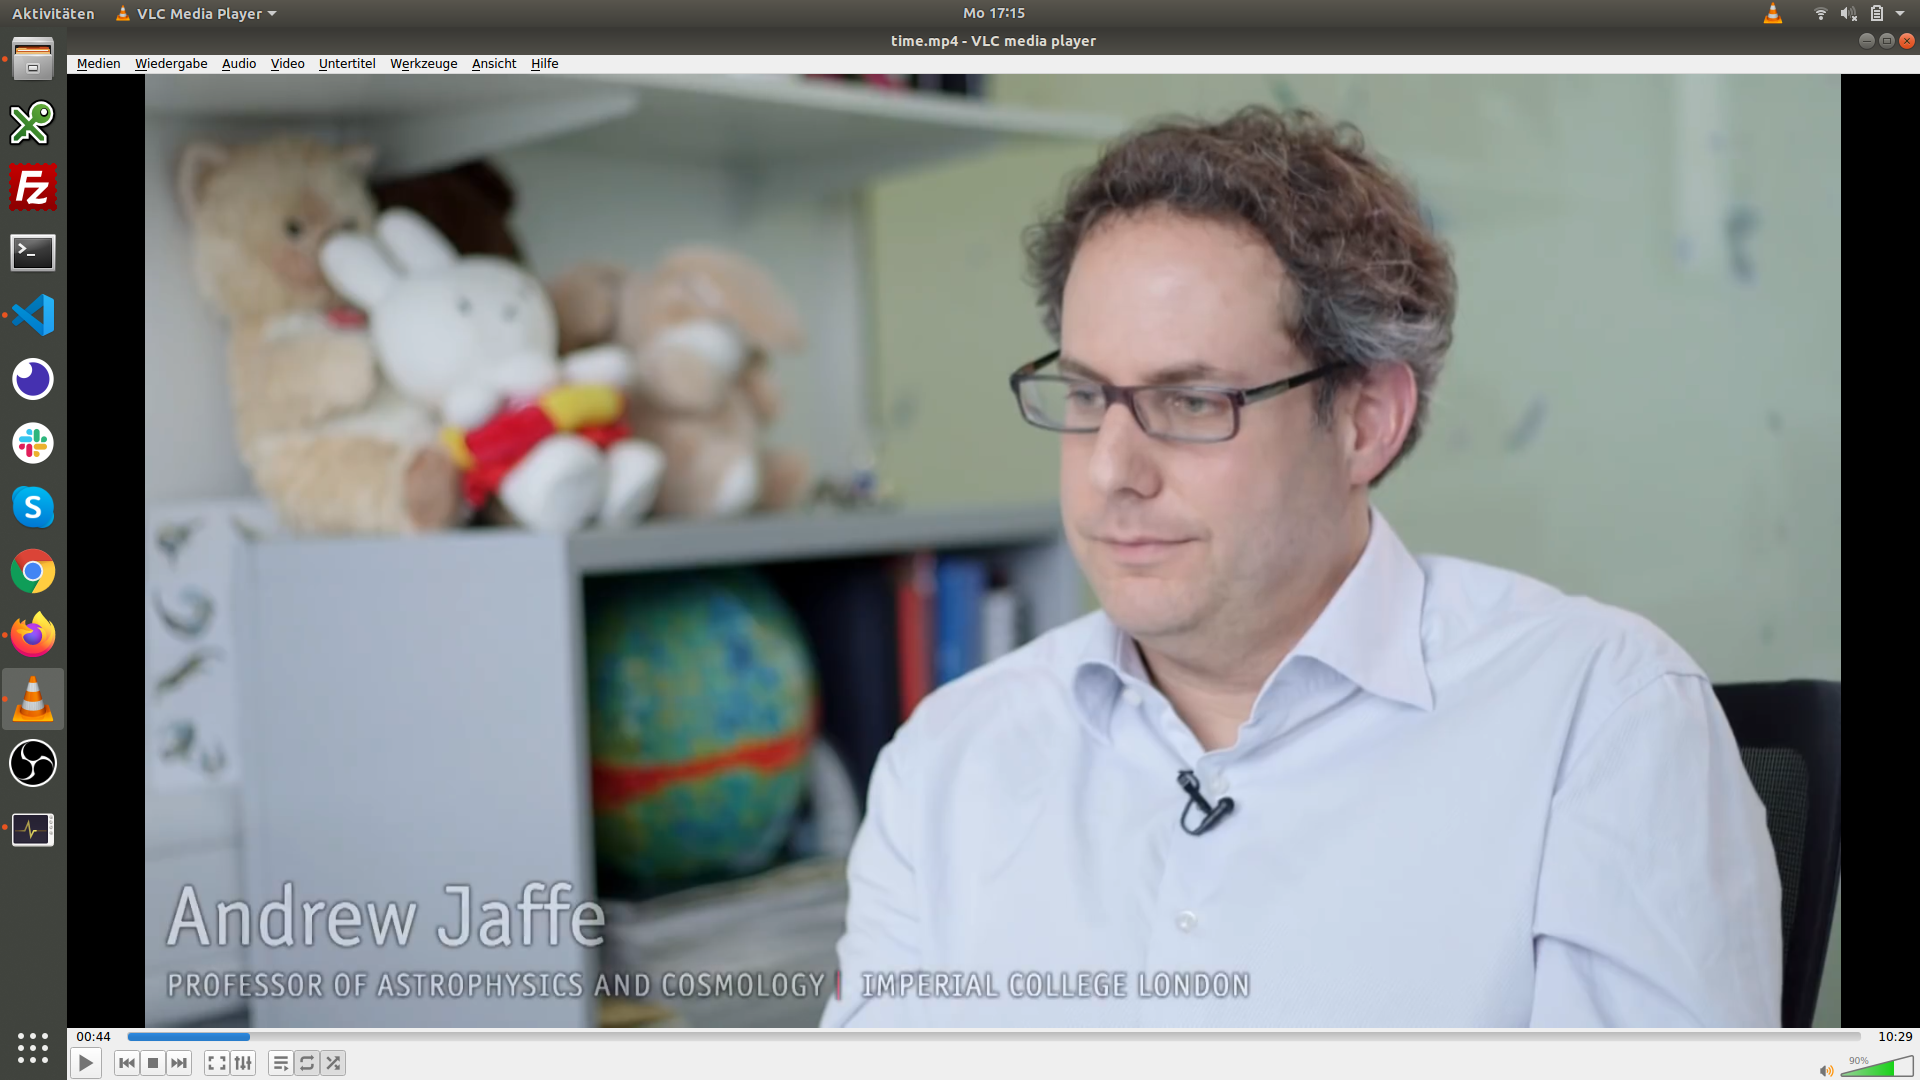 Aktivitäten VLC Media Player Mo 17:15
time.mp4 - VLC media player
Medien Wiedergabe Audio Video Untertitel Werkzeuge Ansicht Hilfe
Fz
>_
S
Andrew Jaffe
PROFESSOR OF ASTROPHYSICS AND COSMOLOGY | IMPERIAL COLLEGE LONDON
00:44 10:29
90%